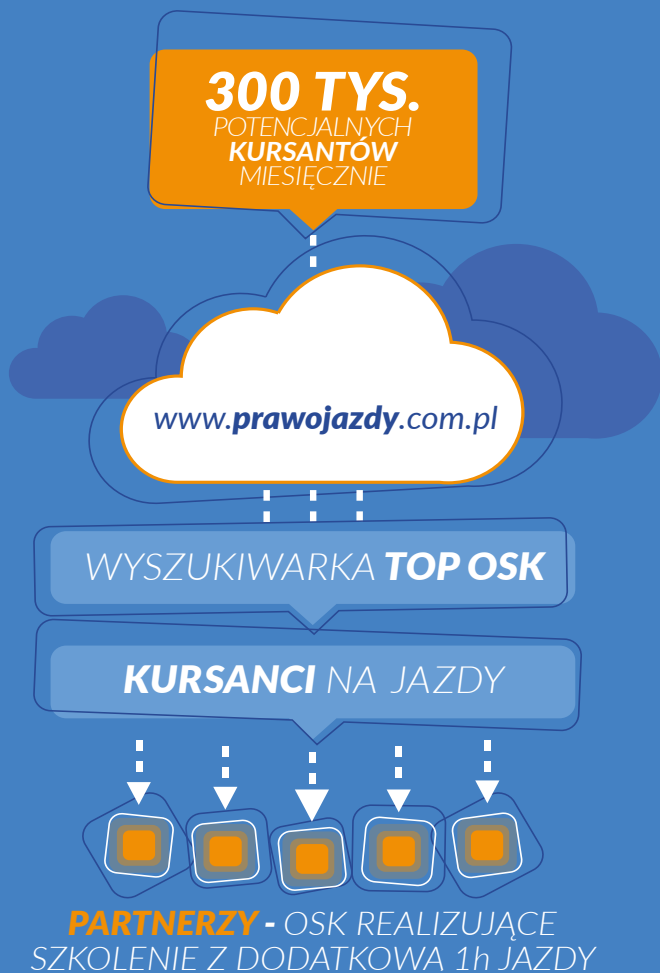 300 TYS.
POTENCJALNYCH
KURSANTÓW
MIESIĘCZNIE
www.prawojazdy.com.pl
WYSZUKIWARKA TOP OSK
KURSANCI NA JAZDY
PARTNERZY - OSK REALIZUJĄCE
SZKOLENIE Z DODATKOWĄ 1h JAZDY